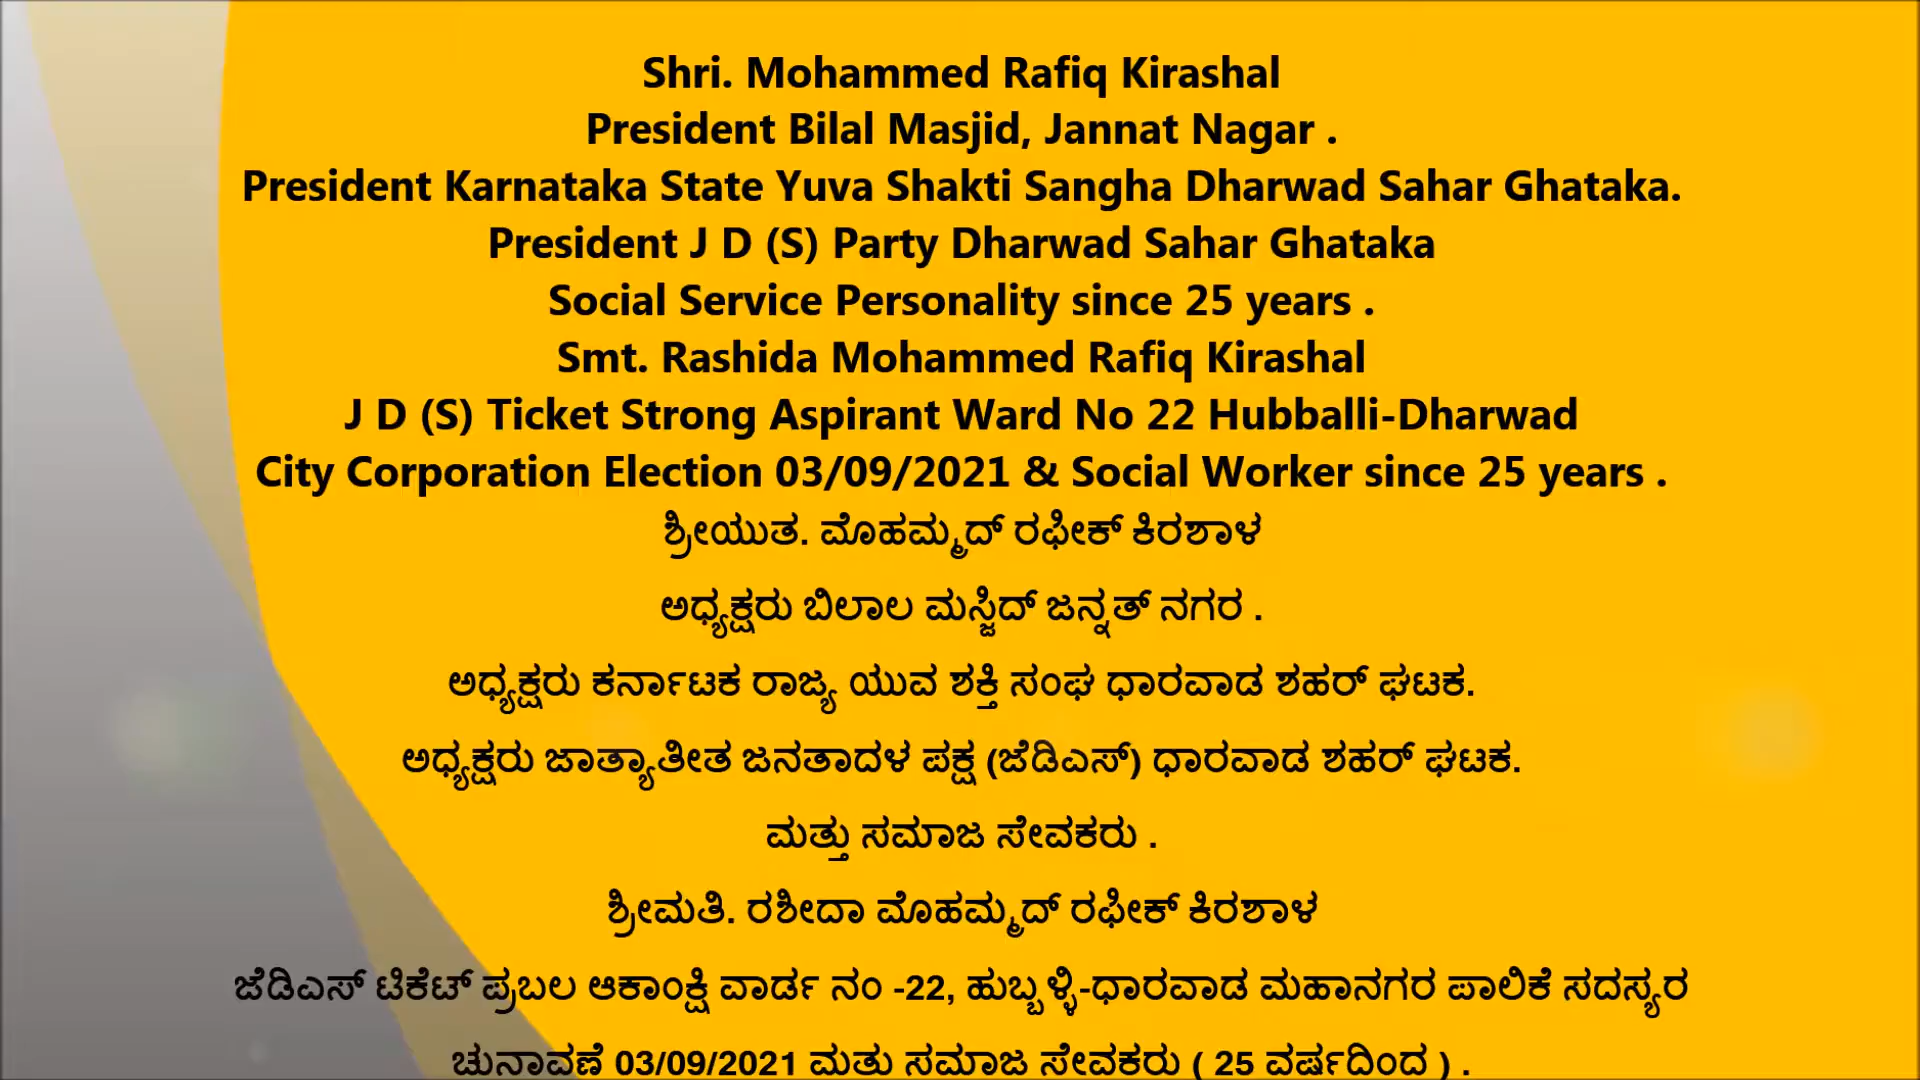 Shri. Mohammed Rafiq Kirashal
President Bilal Masjid, Jannat Nagar .
President Karnataka State Yuva Shakti Sangha Dharwad Sahar Ghataka.
President J D (S) Party Dharwad Sahar Ghataka
Social Service Personality since 25 years .
Smt. Rashida Mohammed Rafiq Kirashal
J D (S) Ticket Strong Aspirant Ward No 22 Hubballi-Dharwad
City Corporation Election 03/09/2021 & Social Worker since 25 years .
ಶ್ರೀಯುತ. ಮೊಹಮ್ಮದ್ ರಫೀಕ್ ಕಿರಶಾಳ
ಅಧ್ಯಕ್ಷರು ಬಿಲಾಲ ಮಸ್ಜಿದ್ ಜನ್ನತ್ ನಗರ .
ಅಧ್ಯಕ್ಷರು ಕರ್ನಾಟಕ ರಾಜ್ಯ ಯುವ ಶಕ್ತಿ ಸಂಘ ಧಾರವಾಡ ಶಹರ್ ಘಟಕ.
ಅಧ್ಯಕ್ಷರು ಜಾತ್ಯಾತೀತ ಜನತಾದಳ ಪಕ್ಷ (ಜೆಡಿಎಸ್) ಧಾರವಾಡ ಶಹರ್ ಘಟಕ.
ಮತ್ತು ಸಮಾಜ ಸೇವಕರು .
ಶ್ರೀಮತಿ. ರಶೀದಾ ಮೊಹಮ್ಮದ್ ರಫೀಕ್ ಕಿರಶಾಳ
ಜೆಡಿಎಸ್ ಟಿಕೆಟ್ ಪ್ರಬಲ ಆಕಾಂಕ್ಷಿ ವಾರ್ಡ ನಂ -22, ಹುಬ್ಬಳ್ಳಿ-ಧಾರವಾಡ ಮಹಾನಗರ ಪಾಲಿಕೆ ಸದಸ್ಯರ
ಚುನಾವಣೆ 03/09/2021 ಮತ್ತು ಸಮಾಜ ಸೇವಕರು ( 25 ವರ್ಷದಿಂದ ) .